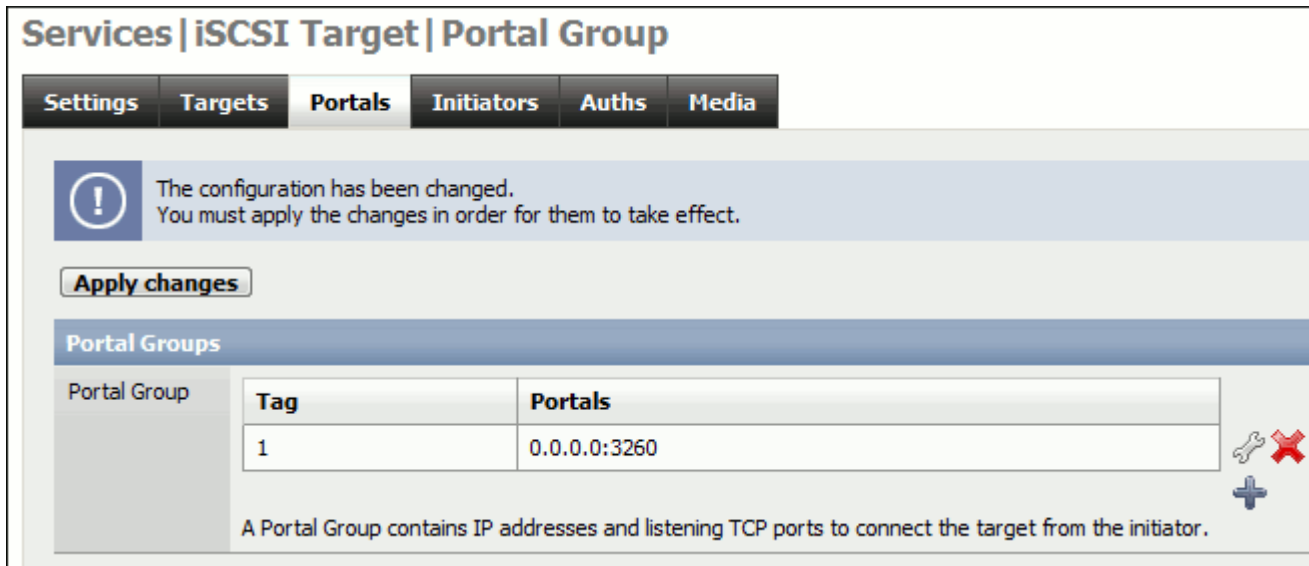 Services|iSCSI Target|Portal Group
Settings Targets Portals Initiators Auths Media
The configuration has been changed.
You must apply the changes in order for them to take effect.
Apply changes
Portal Groups
Portal Group
Tag Portals
1 0.0.0.0:3260
A Portal Group contains IP addresses and listening TCP ports to connect the target from the initiator.